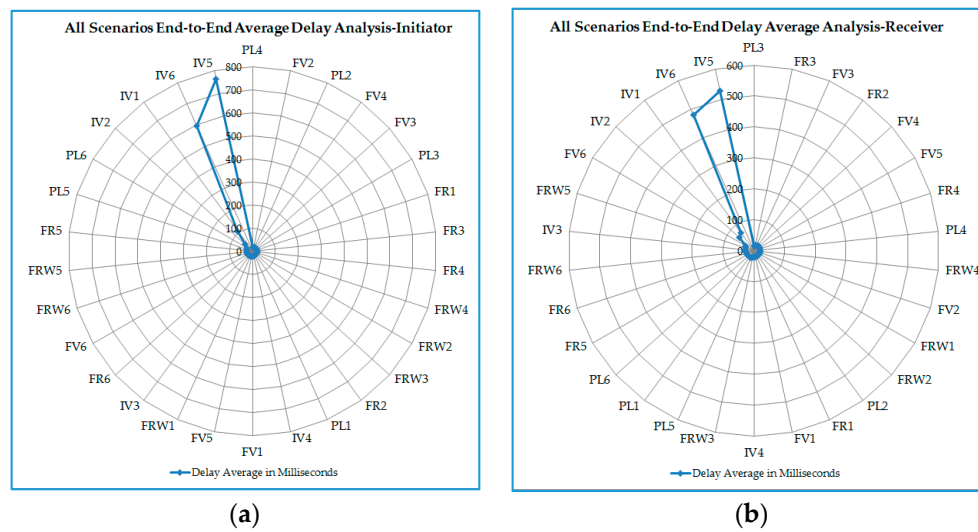 All Scenarios End-to-End Average Delay Analysis-Initiator
PL4
FV2
PL2
FV4
FV3
PL3
FR1
FR3
FR4
FRW4
FRW2
FRW3
FR2
PL1
IV4
FV1
FV5
FRW1
IV3
FR6
FV6
FRW6
FRW5
FR5
PL5
PL6
IV2
IV1
IV6
IV5
800
700
600
500
400
300
200
100
0
Delay Average in Milliseconds
(a)
All Scenarios End-to-End Delay Average Analysis-Receiver
PL3
FR3
FV3
FR2
FV4
FV5
FR4
PL4
FRW4
FV2
FRW1
FRW2
PL2
FR1
FV1
IV4
FRW3
PL5
PL1
PL6
FR5
FR6
FRW6
IV3
FRW5
FV6
IV2
IV1
IV6
IV5
600
500
400
300
200
100
0
Delay Average in Milliseconds
(b)